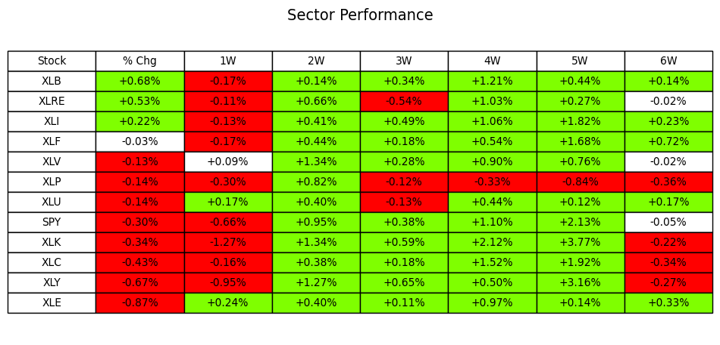 Sector Performance
Stock % Chg 1W 2W 3W 4W 5W 6W
XLB +0.68% -0.17% +0.14% +0.34% +1.21% +0.44% +0.14%
XLRE +0.53% -0.11% +0.66% -0.54% +1.03% +0.27% -0.02%
XLI +0.22% -0.13% +0.41% +0.49% +1.06% +1.82% +0.23%
XLF -0.03% -0.17% +0.44% +0.18% +0.54% +1.68% +0.72%
XLV -0.13% +0.09% +1.34% +0.28% +0.90% +0.76% -0.02%
XLP -0.14% -0.30% +0.82% -0.12% -0.33% -0.84% -0.36%
XLU -0.14% +0.17% +0.40% -0.13% +0.44% +0.12% +0.17%
SPY -0.30% -0.66% +0.95% +0.38% +1.10% +2.13% -0.05%
XLK -0.34% -1.27% +1.34% +0.59% +2.12% +3.77% -0.22%
XLC -0.43% -0.16% +0.38% +0.18% +1.52% +1.92% -0.34%
XLY -0.67% -0.95% +1.27% +0.65% +0.50% +3.16% -0.27%
XLE -0.87% +0.24% +0.40% +0.11% +0.97% +0.14% +0.33%